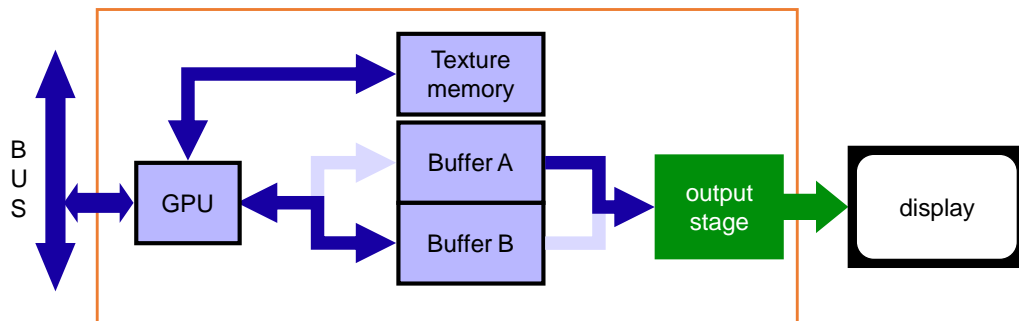 B
U
S
GPU
Texture
memory
Buffer A
Buffer B
output
stage
display